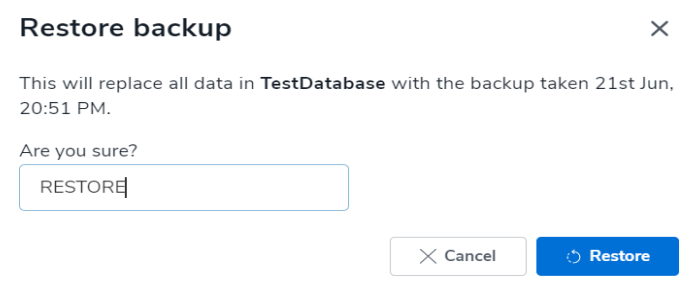 Restore backup
This will replace all data in TestDatabase with the backup taken 21st Jun,
20:51 PM.
Are you sure?
RESTORE
Cancel
Restore